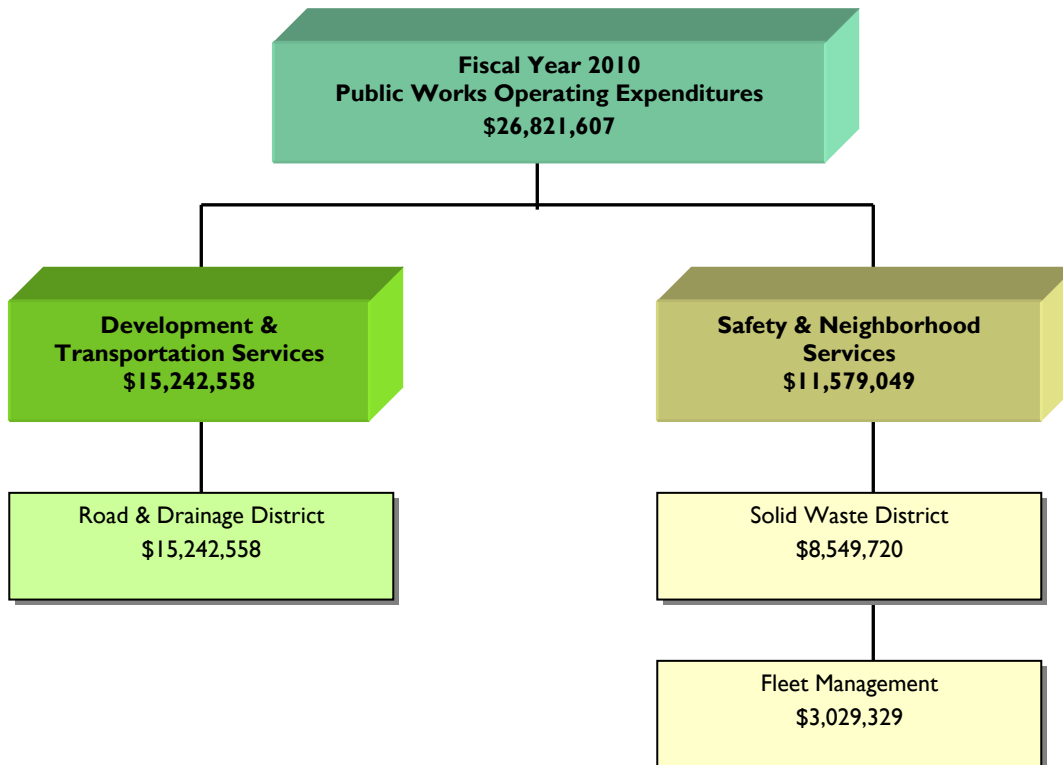 Fiscal Year 2010
Public Works Operating Expenditures
$26,821,607
Development &
Transportation Services
$15,242,558
Safety & Neighborhood
Services
$11,579,049
Road & Drainage District
$15,242,558
Solid Waste District
$8,549,720
Fleet Management
$3,029,329